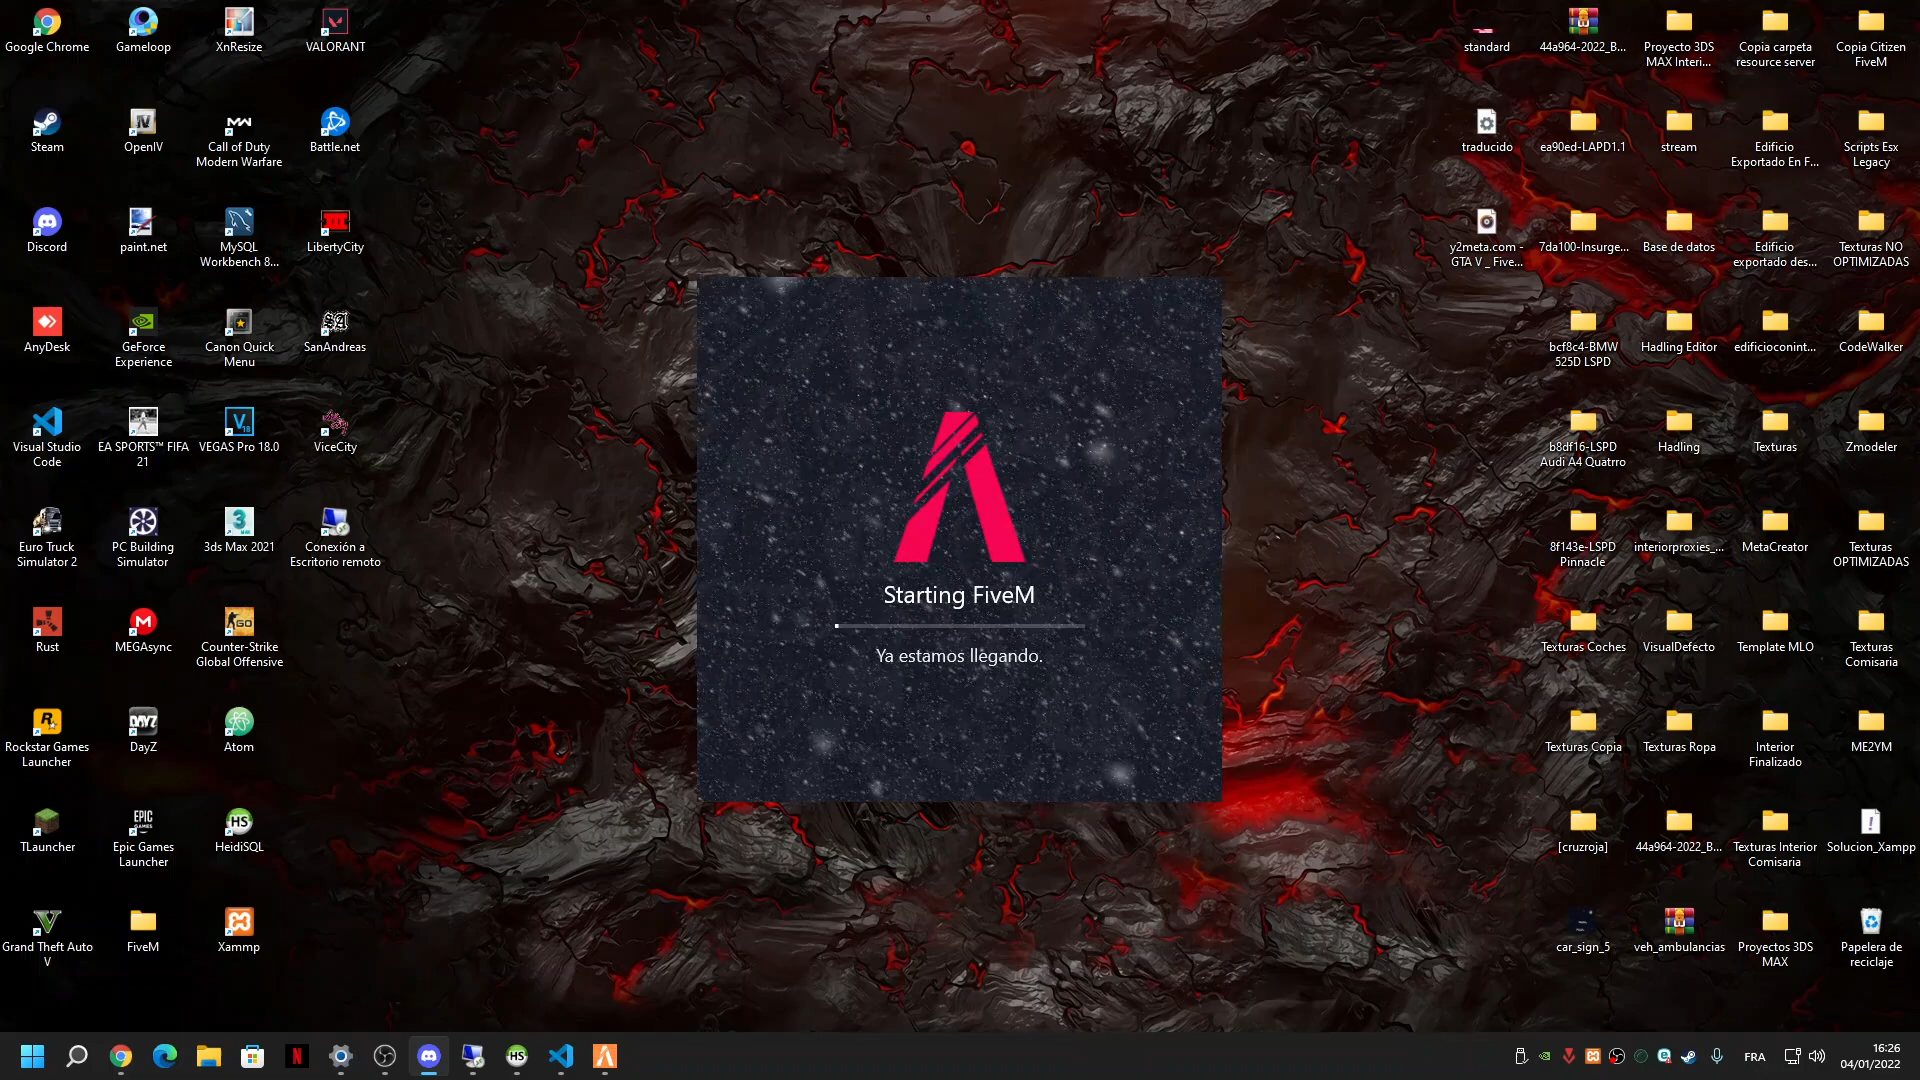 Google Chrome
Gameloop
XnResize
VALORANT
Steam
OpenIV
Call of Duty
Modern Warfare
Battle.net
Discord
paint.net
MySQL
Workbench 8...
LibertyCity
AnyDesk
GeForce
Experience
Canon Quick
Menu
SanAndreas
Visual Studio
Code
EA SPORTS™ FIFA
21
VEGAS Pro 18.0
ViceCity
Euro Truck
Simulator 2
PC Building
Simulator
3ds Max 2021
Conexión a
Escritorio remoto
Rust
MEGAsync
Counter-Strike
Global Offensive
Rockstar Games
Launcher
DayZ
Atom
TLauncher
Epic Games
Launcher
HeidiSQL
Grand Theft Auto
V
FiveM
Xammp
Starting FiveM
Ya estamos llegando.
standard
44a964-2022_B...
Proyecto 3DS
MAX Interi...
Copia carpeta
resource server
Copia Citizen
FiveM
traducido
ea90ed-LAPD1.1
stream
Edificio
Exportado En F...
Scripts Esx
Legacy
y2meta.com -
GTA V _ Five...
7da100-Insurge...
Base de datos
Edificio
exportado des...
Texturas NO
OPTIMIZADAS
bcf8c4-BMW
525D LSPD
Hadling Editor
edificioconint...
CodeWalker
b8df16-LSPD
Audi A4 Quatrro
Hadling
Texturas
Zmodeler
8f143e-LSPD
Pinnacle
interiorproxies_...
MetaCreator
Texturas
OPTIMIZADAS
Texturas Coches
VisualDefecto
Template MLO
Texturas
Comisaria
Texturas Copia
Texturas Ropa
Interior
Finalizado
ME2YM
[cruzroja]
44a964-2022_B...
Texturas Interior
Comisaria
Solucion_Xampp
car_sign_5
veh_ambulancias
Proyectos 3DS
MAX
Papelera de
reciclaje
FRA
16:26
04/01/2022